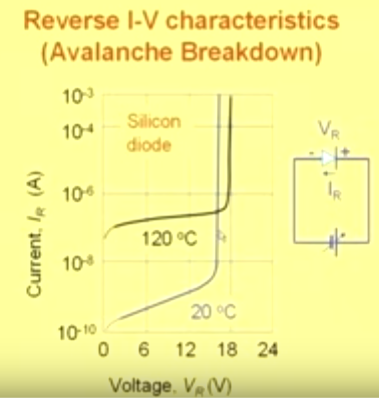 Reverse I-V characteristics
(Avalanche Breakdown)
10-3
10-4
10-6
10-8
10-10
Current, IR (A)
Silicon
diode
120 °C
20 °C
0 6 12 18 24
Voltage. VR (V)
VR
- +
IR